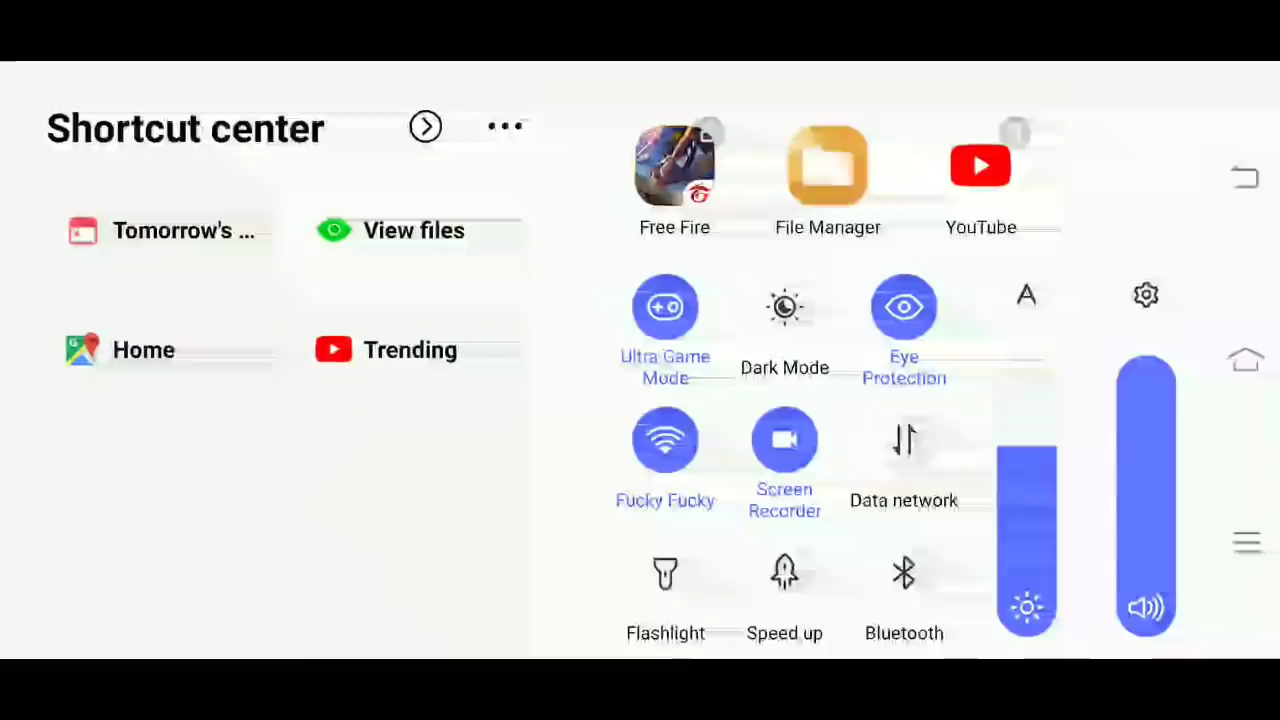 Shortcut center
Tomorrow's ...
View files
Home
Trending
Free Fire
File Manager
YouTube
Ultra Game
Mode
Dark Mode
Eye
Protection
A
Fucky Fucky
Screen
Recorder
Data network
Flashlight
Speed up
Bluetooth